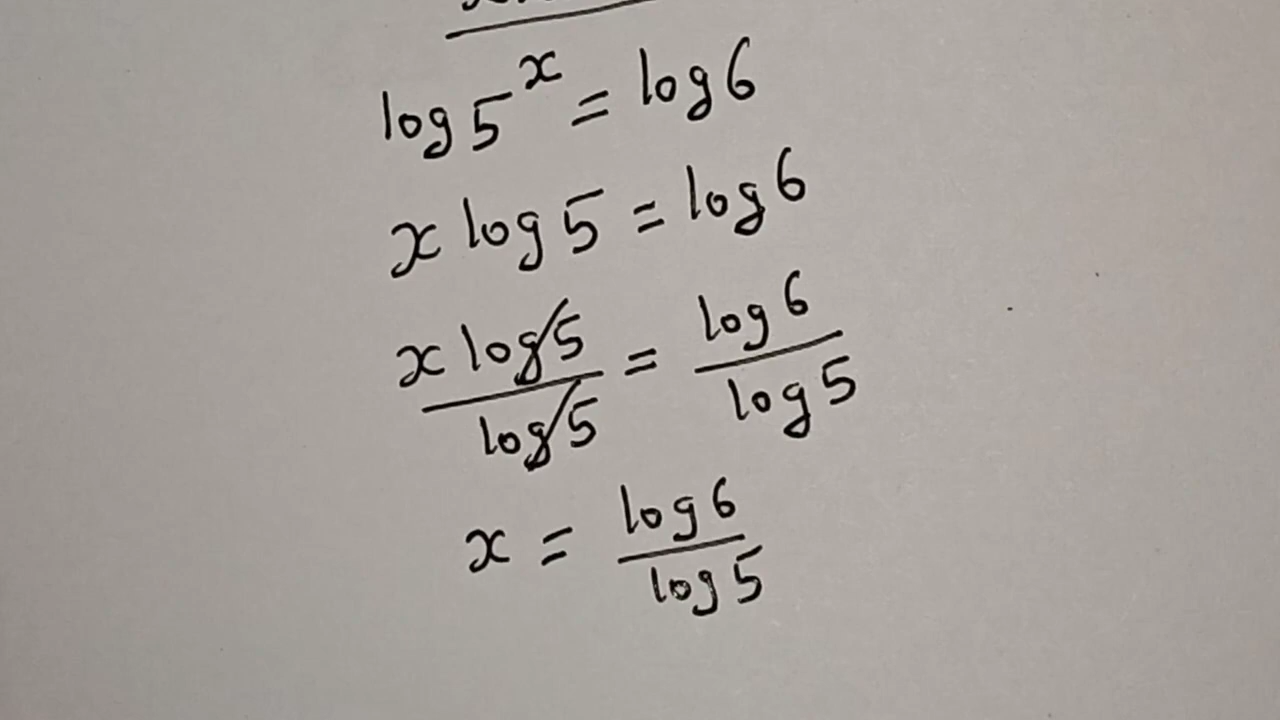 log 5^x = log 6
x log 5 = log 6
x log 5 / log 5 = log 6 / log 5
x = log 6 / log 5